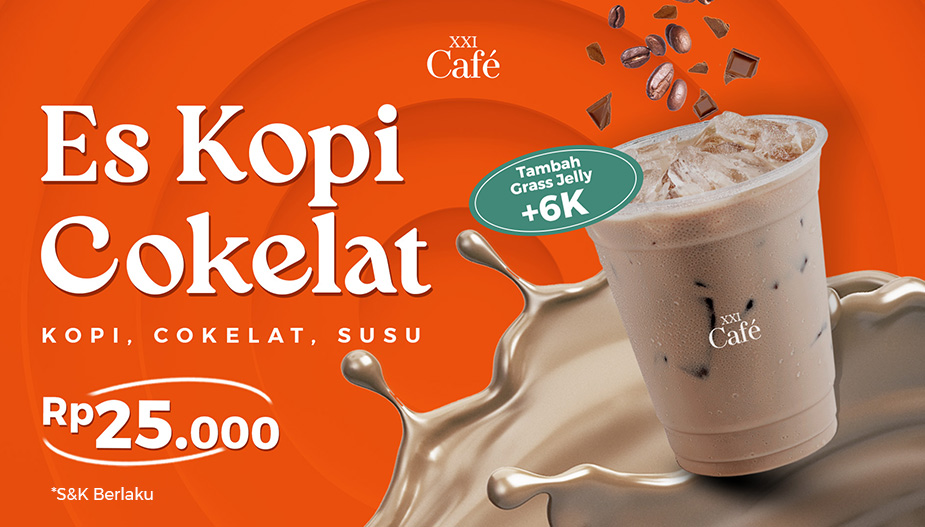 XXI
Café
Es Kopi
Cokelat
KOPI, COKELAT, SUSU
Rp25.000
*S&K Berlaku
Tambah
Grass Jelly
+6K
XXI
Café